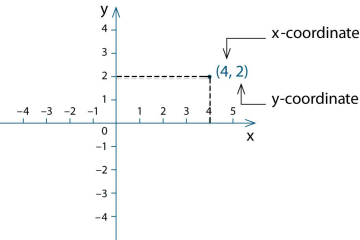 y
x-coordinate
4
3
(4, 2)
2
y-coordinate
1
–4 –3 –2 –1 1 2 3 4 5
0
x
–1
–2
–3
–4